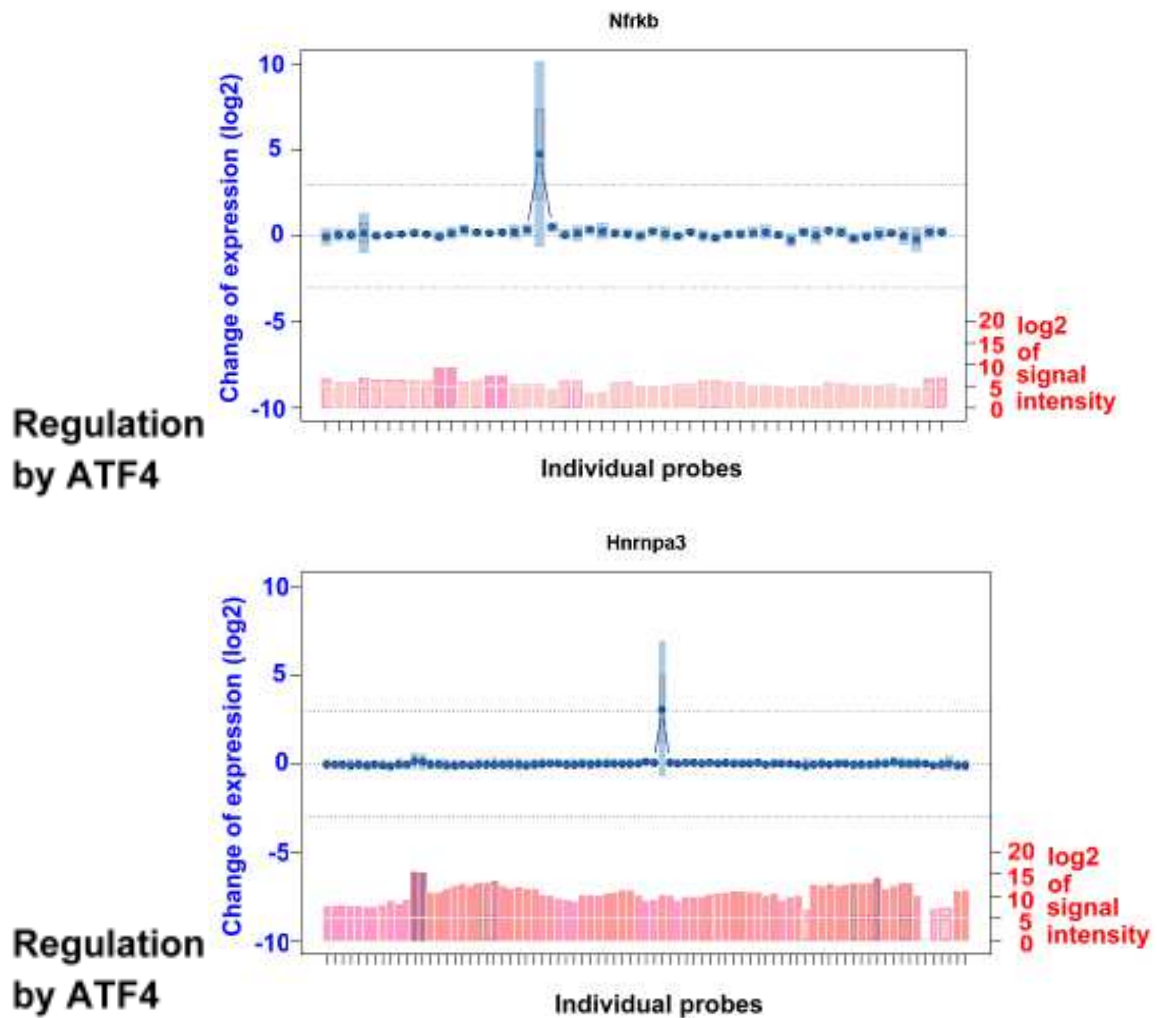 Nfrkb
Change of expression (log2)
10
5
0
-5
-10
20
15
10
5
0
log2
of
signal
intensity
Regulation
by ATF4
Individual probes
Hnrnpa3
Change of expression (log2)
10
5
0
-5
-10
20
15
10
5
0
log2
of
signal
intensity
Regulation
by ATF4
Individual probes